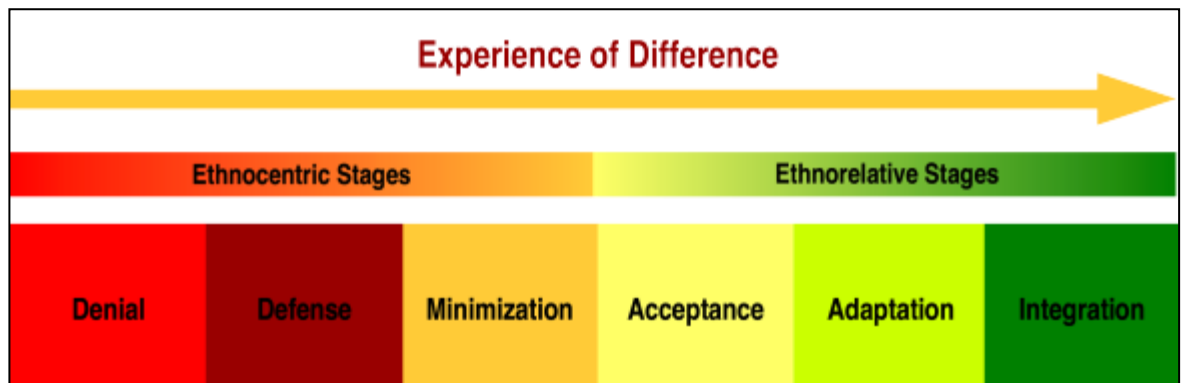 Experience of Difference
Ethnocentric Stages
Ethnorelative Stages
Denial
Defense
Minimization
Acceptance
Adaptation
Integration